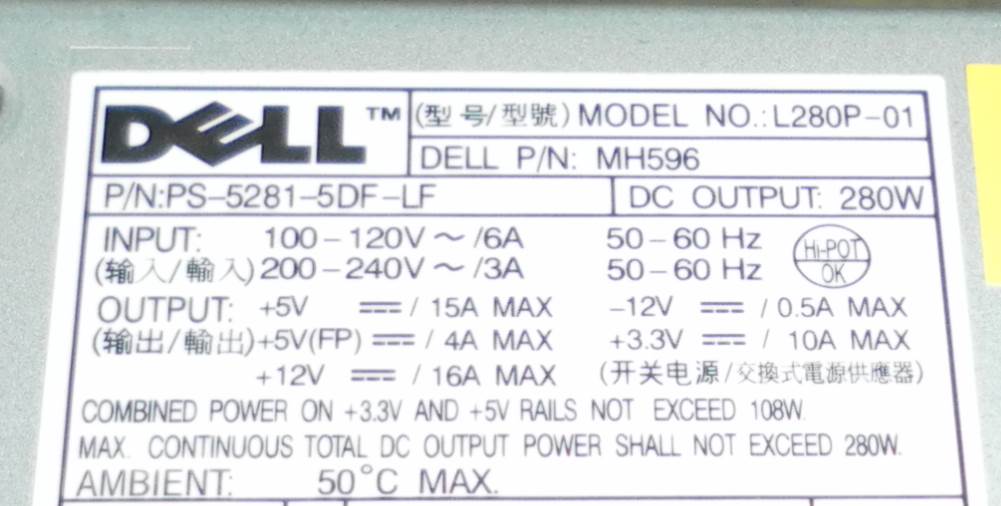 DELL™ (型号/型號) MODEL NO.: L280P-01
DELL P/N: MH596
P/N:PS-5281-5DF-LF DC OUTPUT: 280W
INPUT: 100-120V ～ /6A 50-60 Hz
(输入/輸入) 200-240V ～ /3A 50-60 Hz
Hi-POT
OK
OUTPUT: +5V ⎓ / 15A MAX -12V ⎓ / 0.5A MAX
(输出/輸出) +5V(FP) ⎓ / 4A MAX +3.3V ⎓ / 10A MAX
+12V ⎓ / 16A MAX (开关电源/交換式電源供應器)
COMBINED POWER ON +3.3V AND +5V RAILS NOT EXCEED 108W.
MAX. CONTINUOUS TOTAL DC OUTPUT POWER SHALL NOT EXCEED 280W.
AMBIENT: 50°C MAX.